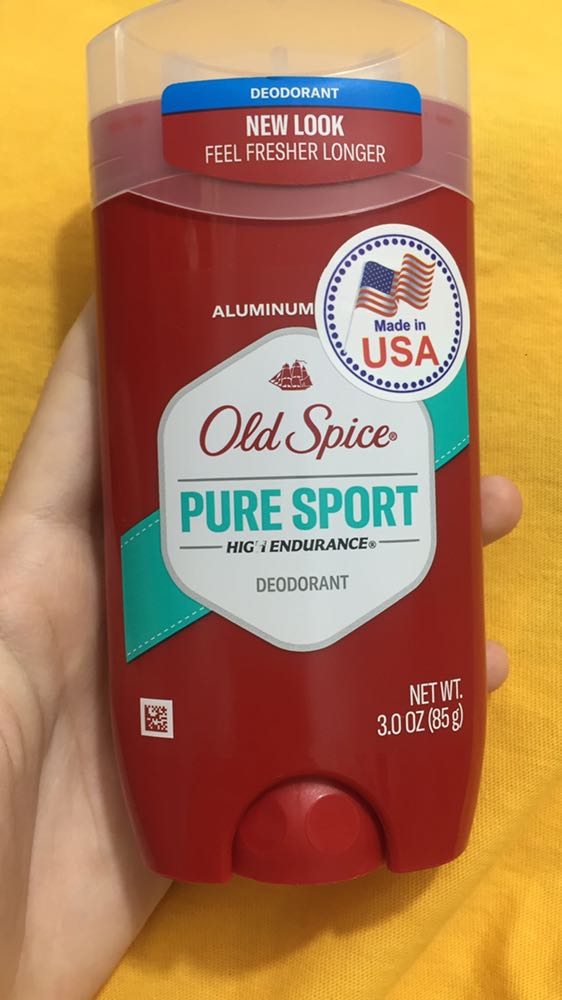 DEODORANT
NEW LOOK
FEEL FRESHER LONGER
ALUMINUM
Made in
USA
Old Spice®
PURE SPORT
HIGH ENDURANCE®
DEODORANT
NET WT.
3.0 OZ (85 g)